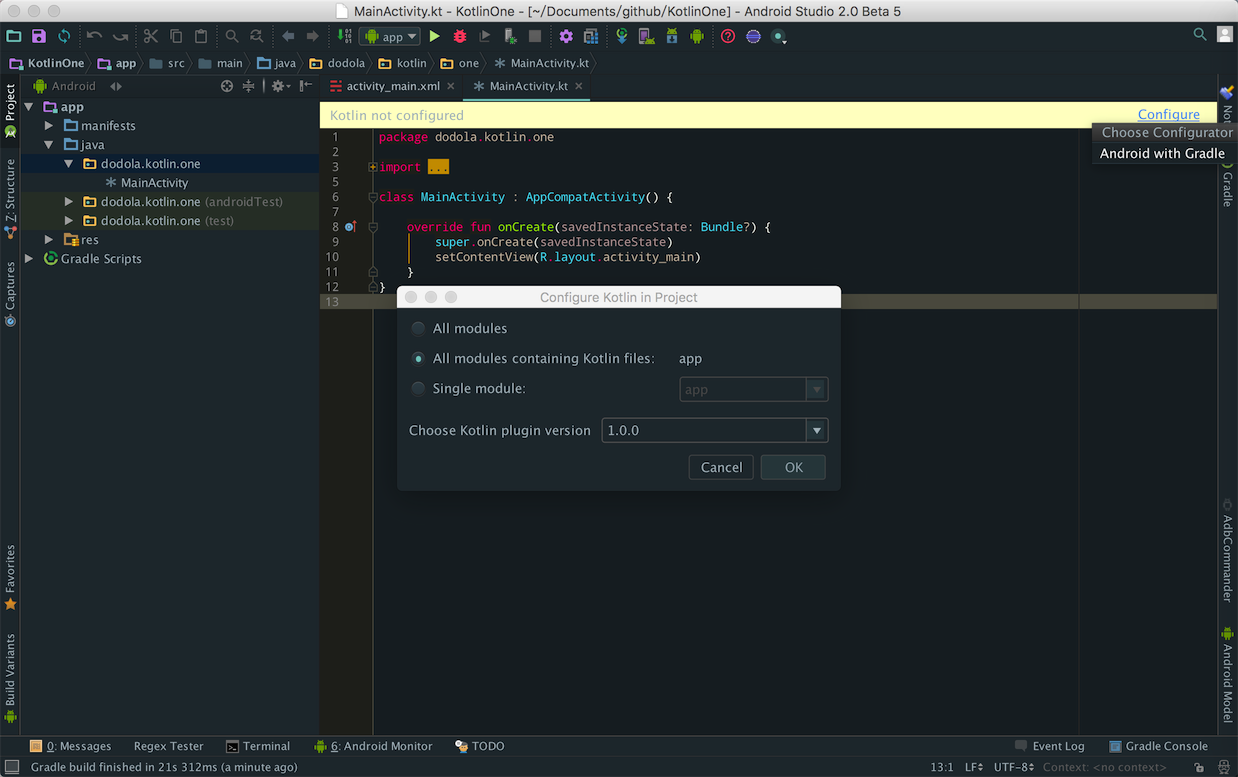 MainActivity.kt - KotlinOne - [~/Documents/github/KotlinOne] - Android Studio 2.0 Beta 5
app
KotlinOne app src main java dodola kotlin one MainActivity.kt
Android
activity_main.xml
MainActivity.kt
Project
Z: Structure
Captures
Favorites
Build Variants
app
manifests
java
dodola.kotlin.one
MainActivity
dodola.kotlin.one (androidTest)
dodola.kotlin.one (test)
res
Gradle Scripts
Kotlin not configured Configure
Choose Configurator
Android with Gradle
1 package dodola.kotlin.one
2
3 import ...
5
6 class MainActivity : AppCompatActivity() {
7
8 override fun onCreate(savedInstanceState: Bundle?) {
9 super.onCreate(savedInstanceState)
10 setContentView(R.layout.activity_main)
11 }
12 }
13
Configure Kotlin in Project
All modules
All modules containing Kotlin files: app
Single module: app
Choose Kotlin plugin version 1.0.0
Cancel OK
Gradle
AdbCommander
Android Model
0: Messages Regex Tester Terminal 6: Android Monitor TODO Event Log Gradle Console
Gradle build finished in 21s 312ms (a minute ago) 13:1 LF UTF-8 Context: <no context>